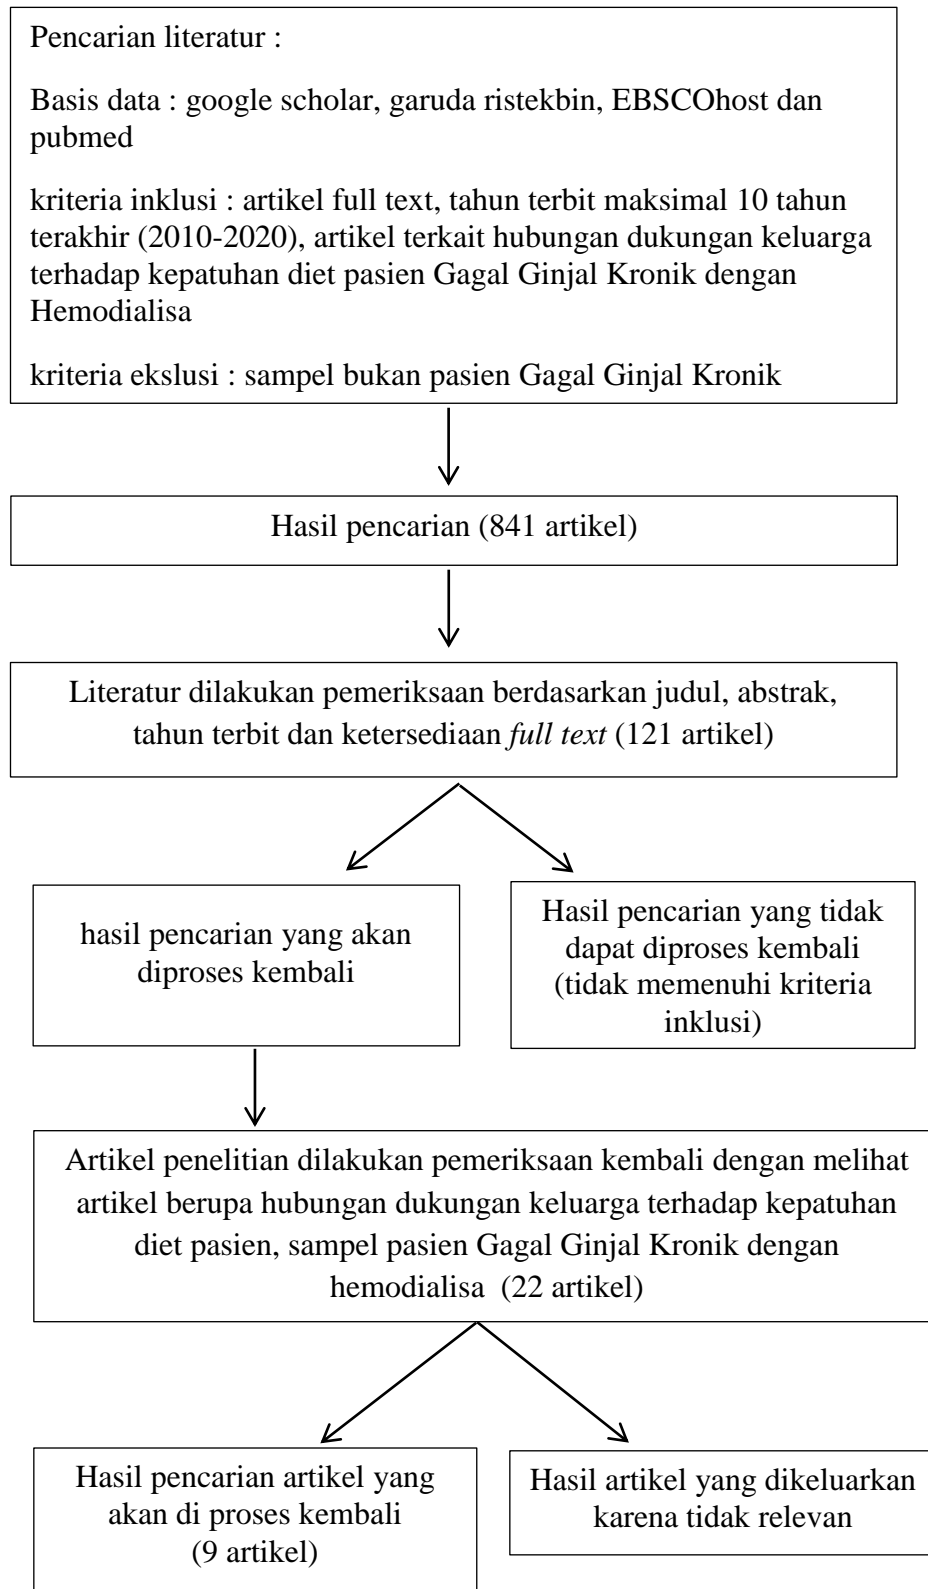 Pencarian literatur :
Basis data : google scholar, garuda ristekbin, EBSCOhost dan
pubmed
kriteria inklusi : artikel full text, tahun terbit maksimal 10 tahun
terakhir (2010-2020), artikel terkait hubungan dukungan keluarga
terhadap kepatuhan diet pasien Gagal Ginjal Kronik dengan
Hemodialisa
kriteria ekslusi : sampel bukan pasien Gagal Ginjal Kronik
Hasil pencarian (841 artikel)
Literatur dilakukan pemeriksaan berdasarkan judul, abstrak,
tahun terbit dan ketersediaan full text (121 artikel)
hasil pencarian yang akan
diproses kembali
Hasil pencarian yang tidak
dapat diproses kembali
(tidak memenuhi kriteria
inklusi)
Artikel penelitian dilakukan pemeriksaan kembali dengan melihat
artikel berupa hubungan dukungan keluarga terhadap kepatuhan
diet pasien, sampel pasien Gagal Ginjal Kronik dengan
hemodialisa  (22 artikel)
Hasil pencarian artikel yang
akan di proses kembali
(9 artikel)
Hasil artikel yang dikeluarkan
karena tidak relevan